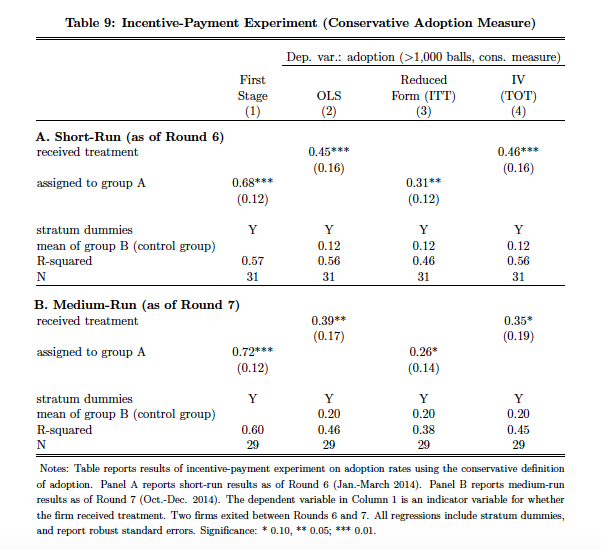 Table 9: Incentive-Payment Experiment (Conservative Adoption Measure)
Dep. var.: adoption (>1,000 balls, cons. measure)
First Reduced IV
Stage OLS Form (ITT) (TOT)
(1) (2) (3) (4)
A. Short-Run (as of Round 6)
received treatment 0.45*** 0.46***
(0.16) (0.16)
assigned to group A 0.68*** 0.31**
(0.12) (0.12)
stratum dummies Y Y Y Y
mean of group B (control group) 0.12 0.12 0.12
R-squared 0.57 0.56 0.46 0.56
N 31 31 31 31
B. Medium-Run (as of Round 7)
received treatment 0.39** 0.35*
(0.17) (0.19)
assigned to group A 0.72*** 0.26*
(0.12) (0.14)
stratum dummies Y Y Y Y
mean of group B (control group) 0.20 0.20 0.20
R-squared 0.60 0.46 0.38 0.45
N 29 29 29 29
Notes: Table reports results of incentive-payment experiment on adoption rates using the conservative definition
of adoption. Panel A reports short-run results as of Round 6 (Jan.-March 2014). Panel B reports medium-run
results as of Round 7 (Oct.-Dec. 2014). The dependent variable in Column 1 is an indicator variable for whether
the firm received treatment. Two firms exited between Rounds 6 and 7. All regressions include stratum dummies,
and report robust standard errors. Significance: * 0.10, ** 0.05; *** 0.01.